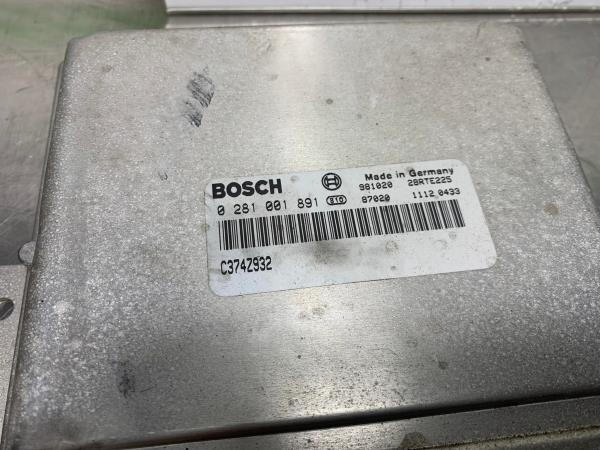 BOSCH
Made in Germany
981020 28RTE225
0 281 001 891 87020 1112 0433
C374Z932